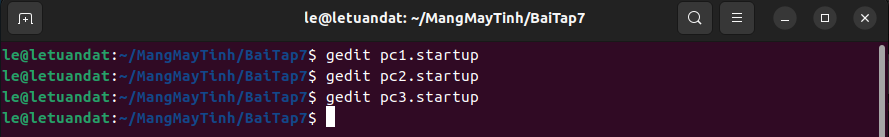 le@letuandat: ~/MangMayTinh/BaiTap7
le@letuandat:~/MangMayTinh/BaiTap7$ gedit pc1.startup
le@letuandat:~/MangMayTinh/BaiTap7$ gedit pc2.startup
le@letuandat:~/MangMayTinh/BaiTap7$ gedit pc3.startup
le@letuandat:~/MangMayTinh/BaiTap7$